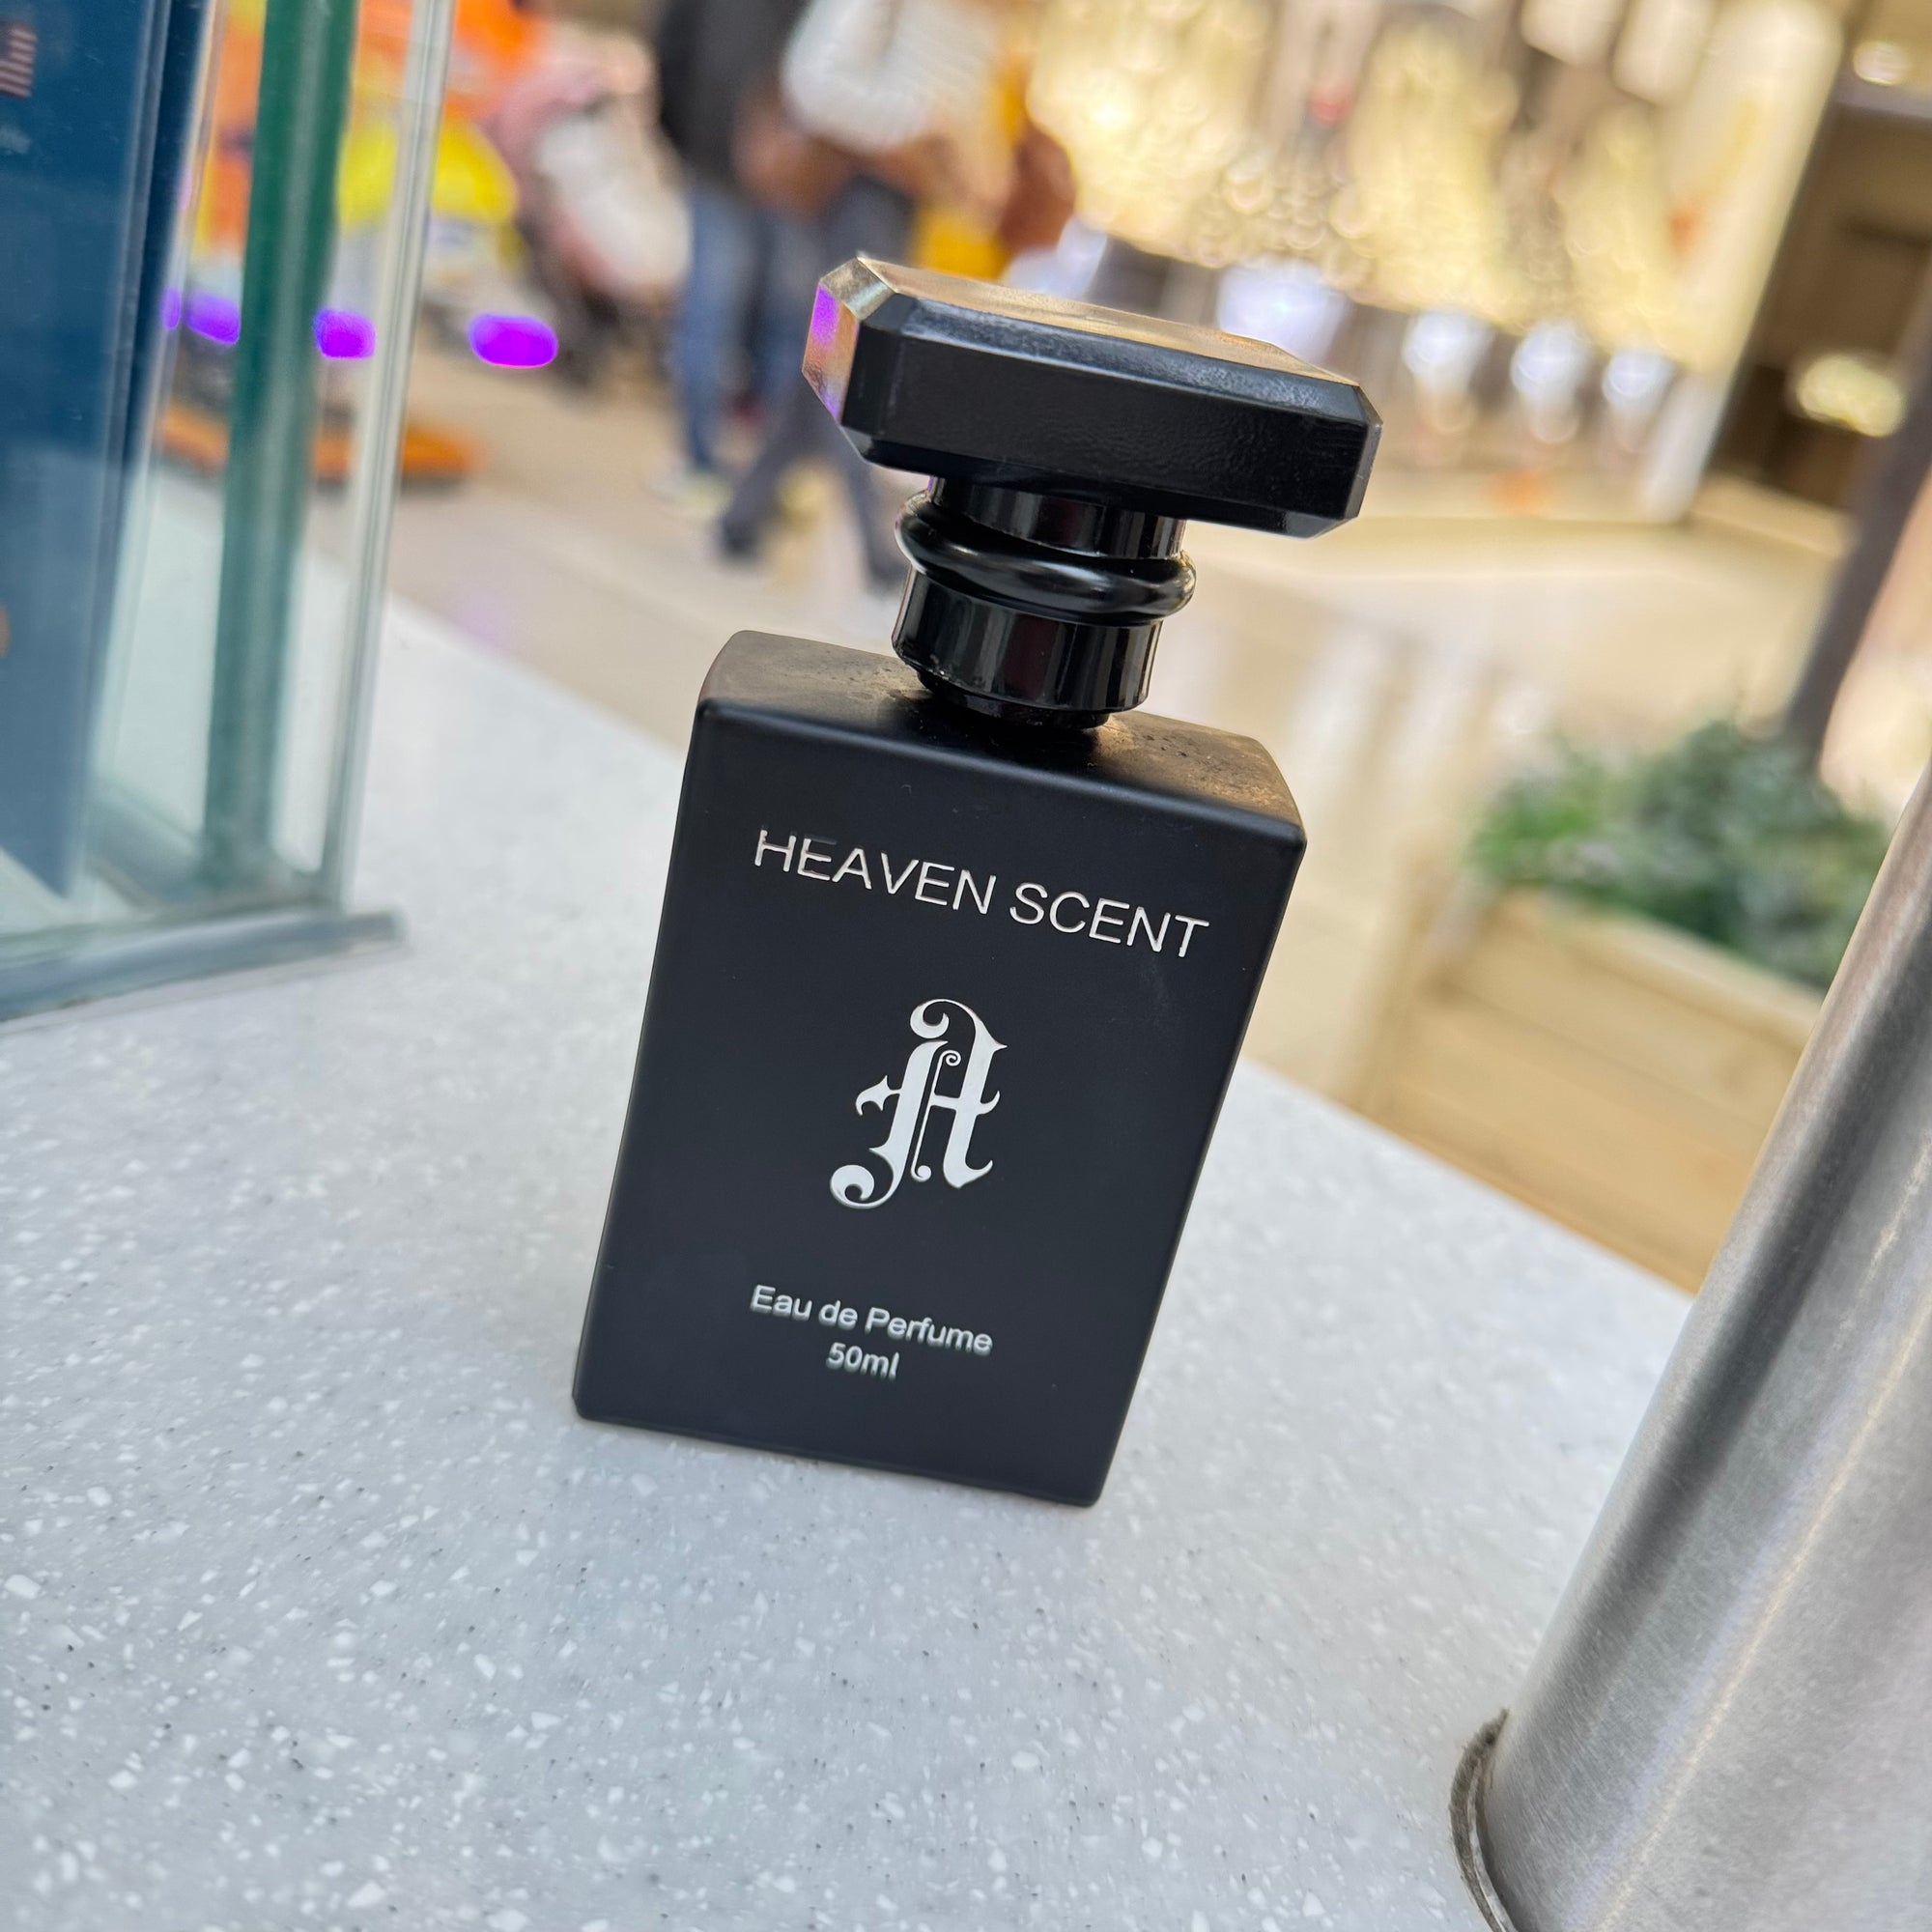 HEAVEN SCENT
A
Eau de Perfume
50ml